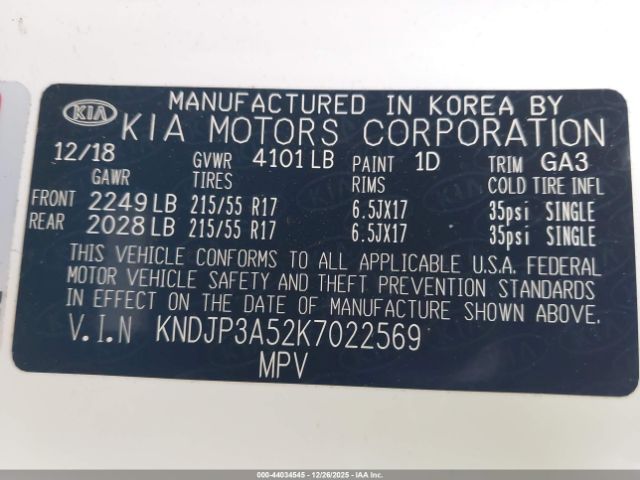 KIA
MANUFACTURED IN KOREA BY
KIA MOTORS CORPORATION
12/18 GVWR 4101 LB PAINT 1D TRIM GA3
GAWR TIRES RIMS COLD TIRE INFL
FRONT 2249 LB 215/55 R17 6.5JX17 35psi SINGLE
REAR 2028 LB 215/55 R17 6.5JX17 35psi SINGLE
THIS VEHICLE CONFORMS TO ALL APPLICABLE U.S.A. FEDERAL
MOTOR VEHICLE SAFETY AND THEFT PREVENTION STANDARDS
IN EFFECT ON THE DATE OF MANUFACTURE SHOWN ABOVE.
V.I.N KNDJP3A52K7022569
MPV
000-44034545 - 12/26/2025 - IAAI.COM